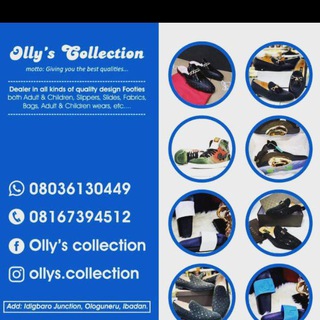 Olly's Collection
motto: Giving you the best qualities...
Dealer in all kinds of quality design Footies
both Adult & Children, Slippers, Slides, Fabrics,
Bags, Adult & Children wears, etc....
08036130449
08167394512
Olly's collection
ollys.collection
Add: Idigbaro Junction, Ologuneru, Ibadan.